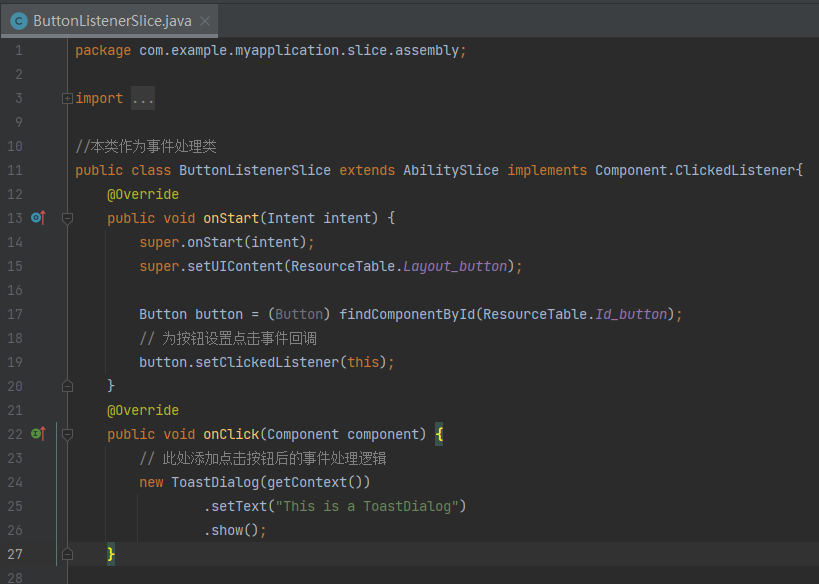 ButtonListenerSlice.java
1 package com.example.myapplication.slice.assembly;
2
3 import ...
9
10 //本类作为事件处理类
11 public class ButtonListenerSlice extends AbilitySlice implements Component.ClickedListener{
12 @Override
13 public void onStart(Intent intent) {
14 super.onStart(intent);
15 super.setUIContent(ResourceTable.Layout_button);
16
17 Button button = (Button) findComponentById(ResourceTable.Id_button);
18 // 为按钮设置点击事件回调
19 button.setClickedListener(this);
20 }
21 @Override
22 public void onClick(Component component) {
23 // 此处添加点击按钮后的事件处理逻辑
24 new ToastDialog(getContext())
25 .setText("This is a ToastDialog")
26 .show();
27 }
28